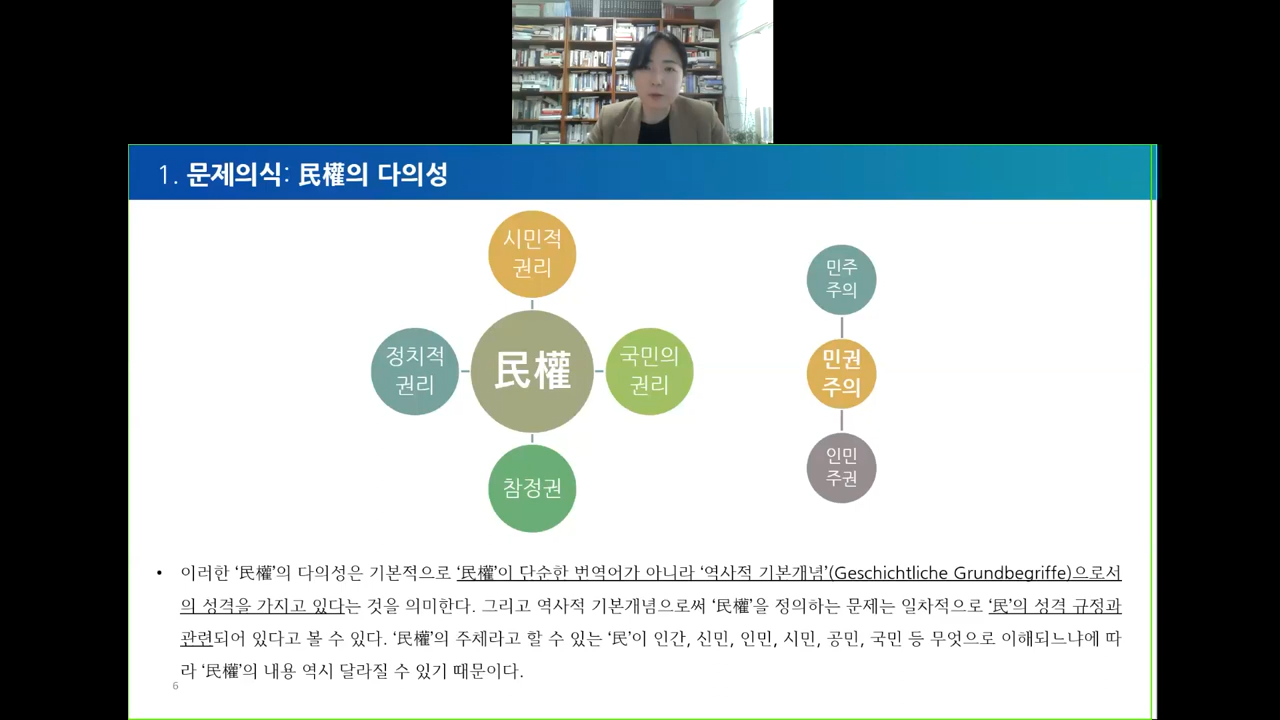 1. 문제의식: 民權의 다의성
시민적
권리
정치적
권리
民權
국민의
권리
참정권
민주
주의
민권
주의
인민
주권
• 이러한 ‘民權’의 다의성은 기본적으로 ‘民權’이 단순한 번역어가 아니라 ‘역사적 기본개념’(Geschichtliche Grundbegriffe)으로서
의 성격을 가지고 있다는 것을 의미한다. 그리고 역사적 기본개념으로써 ‘民權’을 정의하는 문제는 일차적으로 ‘民’의 성격 규정과
관련되어 있다고 볼 수 있다. ‘民權’의 주체라고 할 수 있는 ‘民’이 인간, 신민, 인민, 시민, 공민, 국민 등 무엇으로 이해되느냐에 따
라 ‘民權’의 내용 역시 달라질 수 있기 때문이다.
6